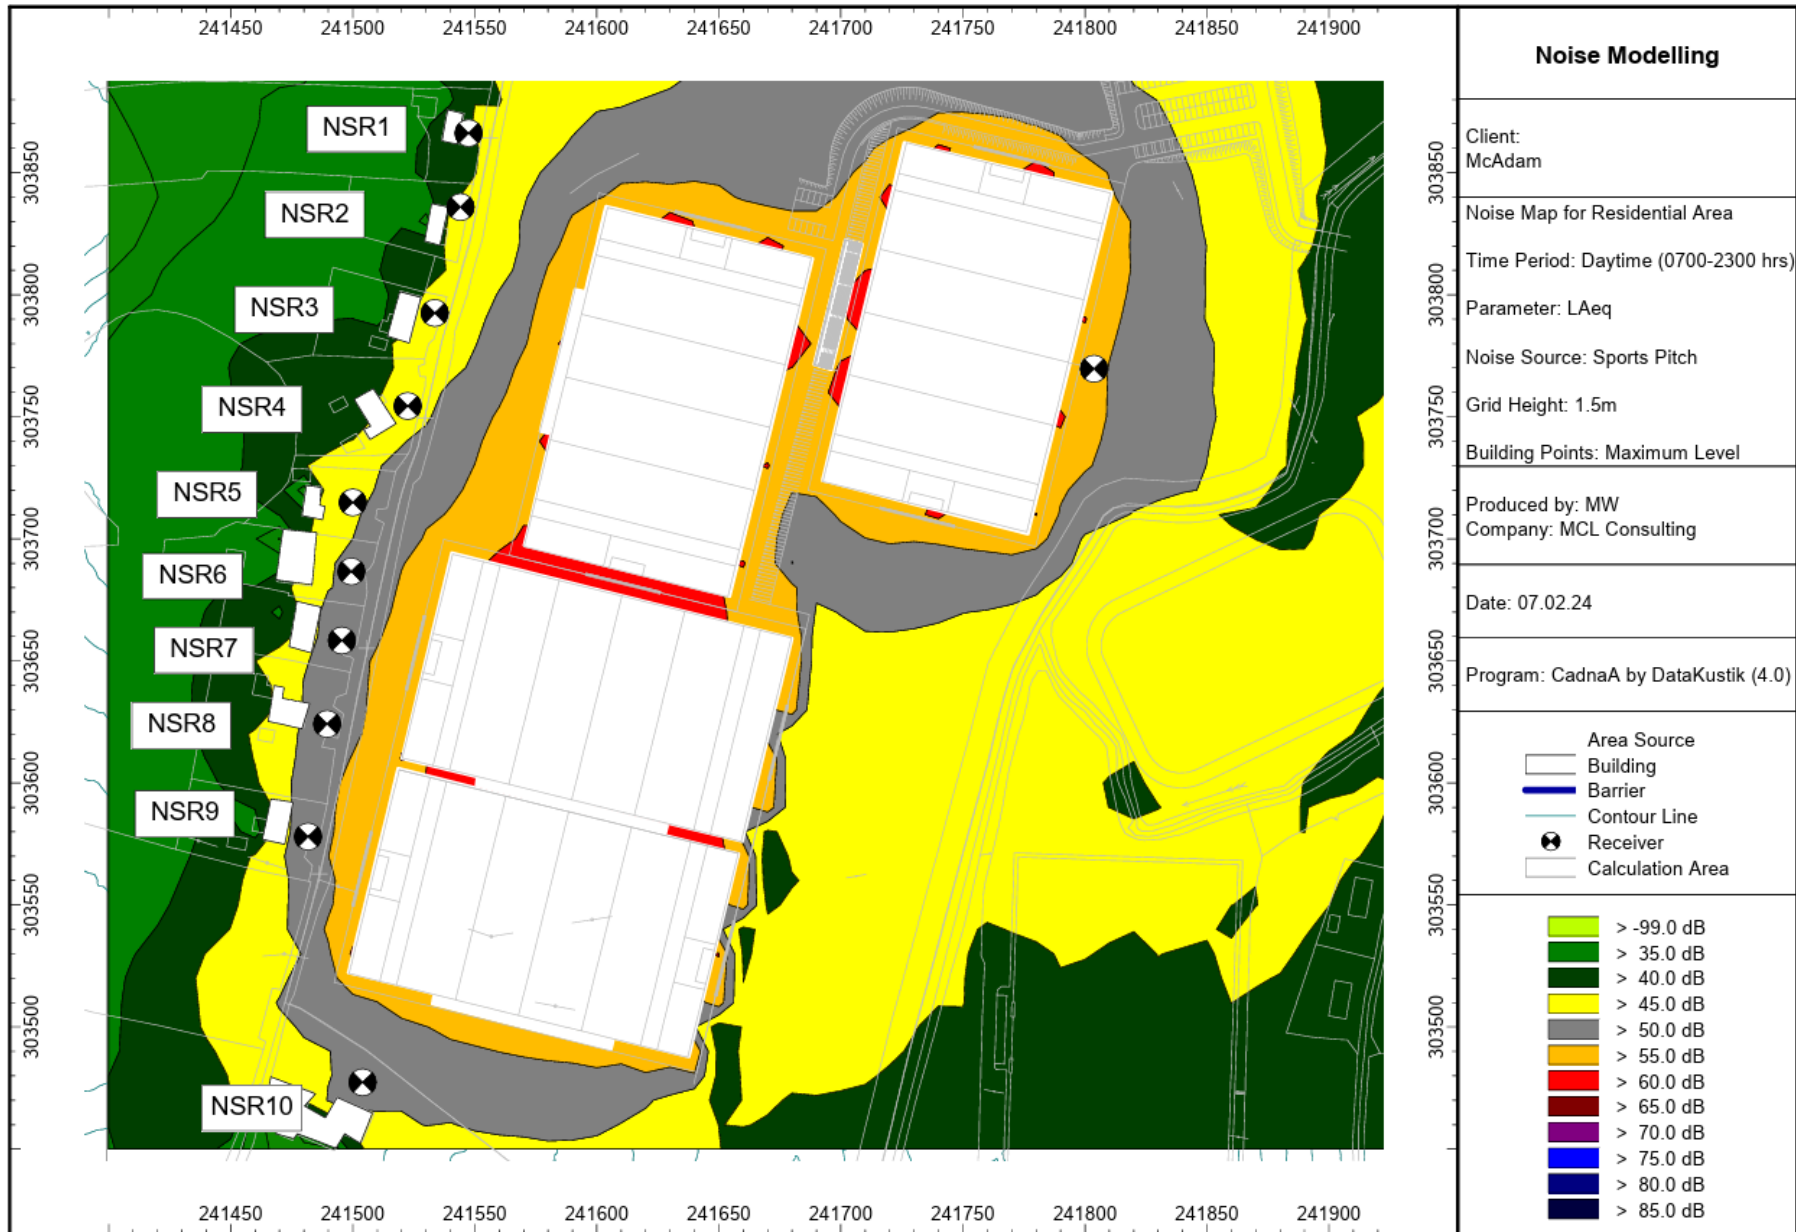 241450 241500 241550 241600 241650 241700 241750 241800 241850 241900
303850
303800
303750
303700
303650
303600
303550
303500
NSR1
NSR2
NSR3
NSR4
NSR5
NSR6
NSR7
NSR8
NSR9
NSR10
303850
303800
303750
303700
303650
303600
303550
303500
241450 241500 241550 241600 241650 241700 241750 241800 241850 241900
Noise Modelling
Client:
McAdam
Noise Map for Residential Area
Time Period: Daytime (0700-2300 hrs)
Parameter: LAeq
Noise Source: Sports Pitch
Grid Height: 1.5m
Building Points: Maximum Level
Produced by: MW
Company: MCL Consulting
Date: 07.02.24
Program: CadnaA by DataKustik (4.0)
Area Source
Building
Barrier
Contour Line
Receiver
Calculation Area
> -99.0 dB
> 35.0 dB
> 40.0 dB
> 45.0 dB
> 50.0 dB
> 55.0 dB
> 60.0 dB
> 65.0 dB
> 70.0 dB
> 75.0 dB
> 80.0 dB
> 85.0 dB